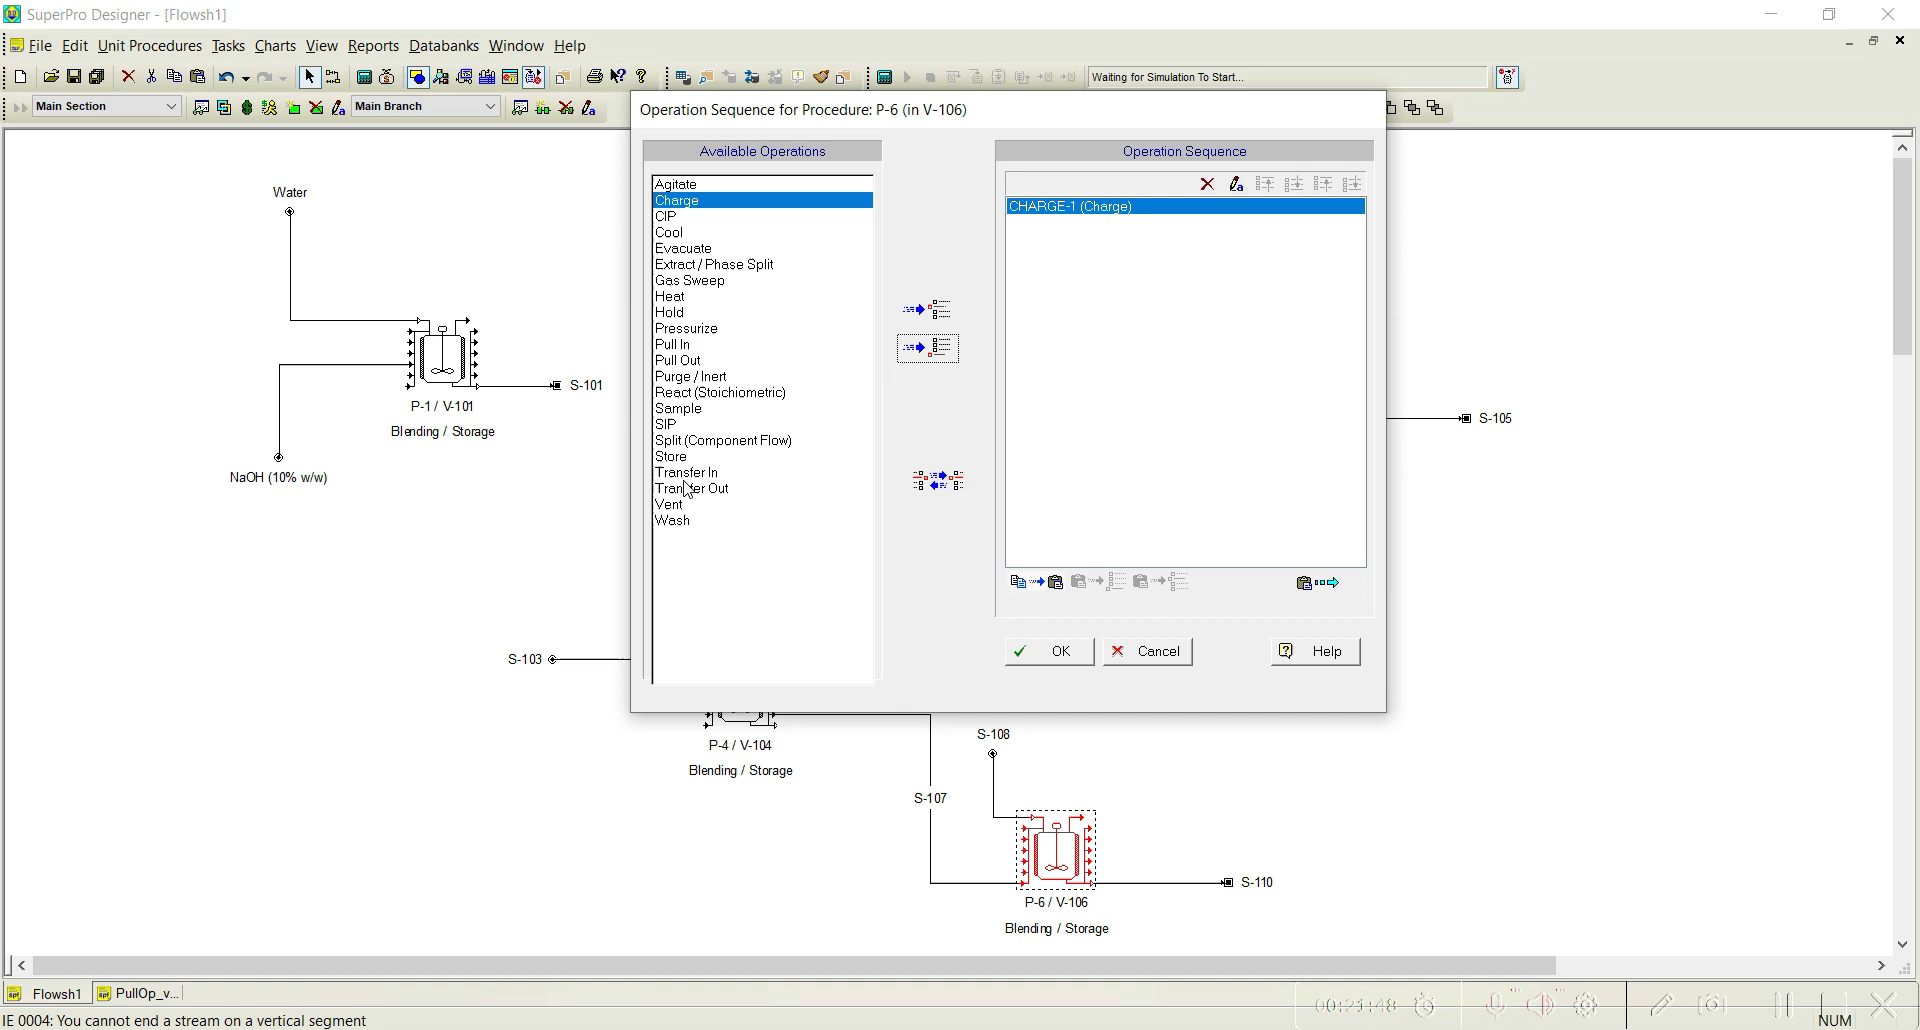 SuperPro Designer - [Flowsh1]
File Edit Unit Procedures Tasks Charts View Reports Databanks Window Help
Waiting for Simulation To Start...
Main Section
Main Branch
Operation Sequence for Procedure: P-6 (in V-106)
Available Operations
Agitate
Charge
CIP
Cool
Evacuate
Extract / Phase Split
Gas Sweep
Heat
Hold
Pressurize
Pull In
Pull Out
Purge / Inert
React (Stoichiometric)
Sample
SIP
Split (Component Flow)
Store
Transfer In
Transfer Out
Vent
Wash
Operation Sequence
CHARGE-1 (Charge)
OK
Cancel
Help
Water
P-1 / V-101
Blending / Storage
S-101
NaOH (10% w/w)
S-105
S-103
P-4 / V-104
Blending / Storage
S-107
S-108
P-6 / V-106
Blending / Storage
S-110
Flowsh1
PullOp_v...
00:21:48
IE 0004: You cannot end a stream on a vertical segment
NUM